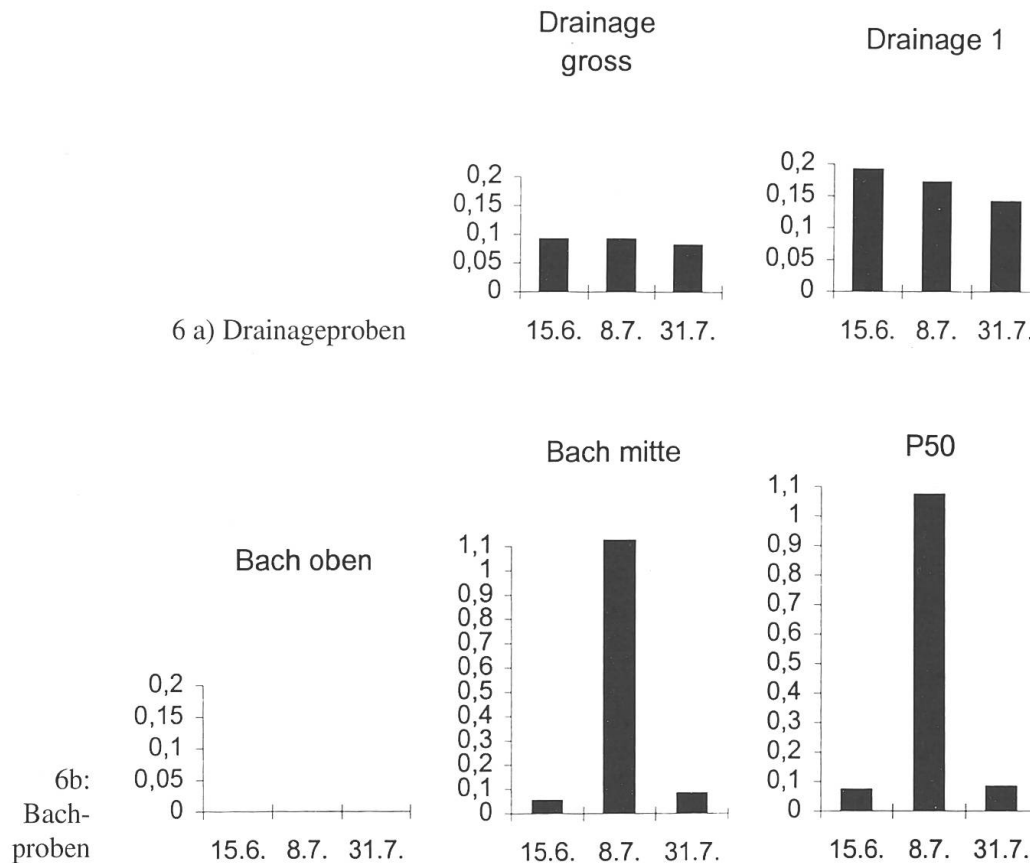 Drainage
gross
0,2
0,15
0,1
0,05
0
15.6. 8.7. 31.7.
Drainage 1
0,2
0,15
0,1
0,05
0
15.6. 8.7. 31.7.
6 a) Drainageproben
Bach oben
0,2
0,15
0,1
0,05
0
15.6. 8.7. 31.7.
Bach mitte
1,1
1
0,9
0,8
0,7
0,6
0,5
0,4
0,3
0,2
0,1
0
15.6. 8.7. 31.7.
P50
1,1
1
0,9
0,8
0,7
0,6
0,5
0,4
0,3
0,2
0,1
0
15.6. 8.7. 31.7.
6b:
Bach-
proben